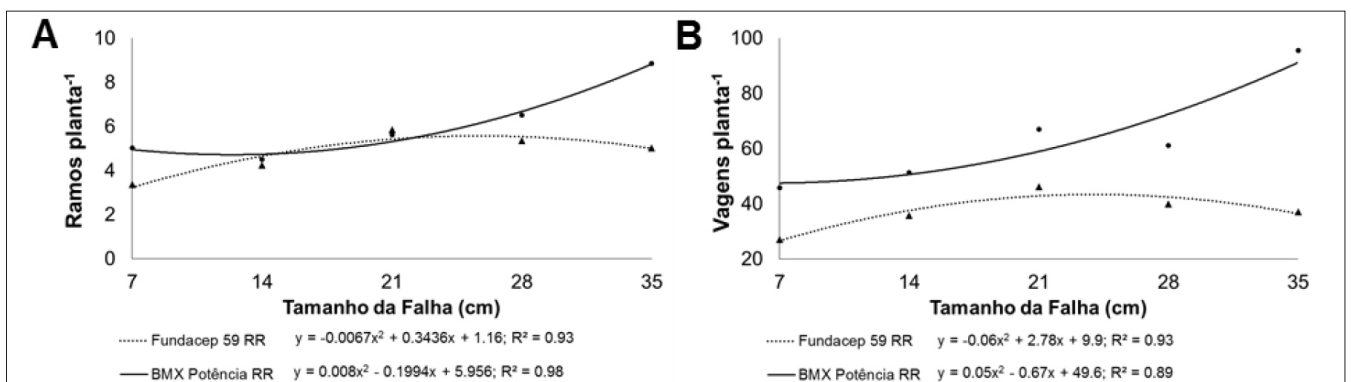 A
Ramos planta⁻¹
10
8
6
4
2
0
7 14 21 28 35
Tamanho da Falha (cm)
Fundacep 59 RR y = -0.0067x² + 0.3436x + 1.16; R² = 0.93
BMX Potência RR y = 0.008x² - 0.1994x + 5.956; R² = 0.98
B
Vagens planta⁻¹
100
80
60
40
20
7 14 21 28 35
Tamanho da Falha (cm)
Fundacep 59 RR y = -0.06x² + 2.78x + 9.9; R² = 0.93
BMX Potência RR y = 0.05x² - 0.67x + 49.6; R² = 0.89